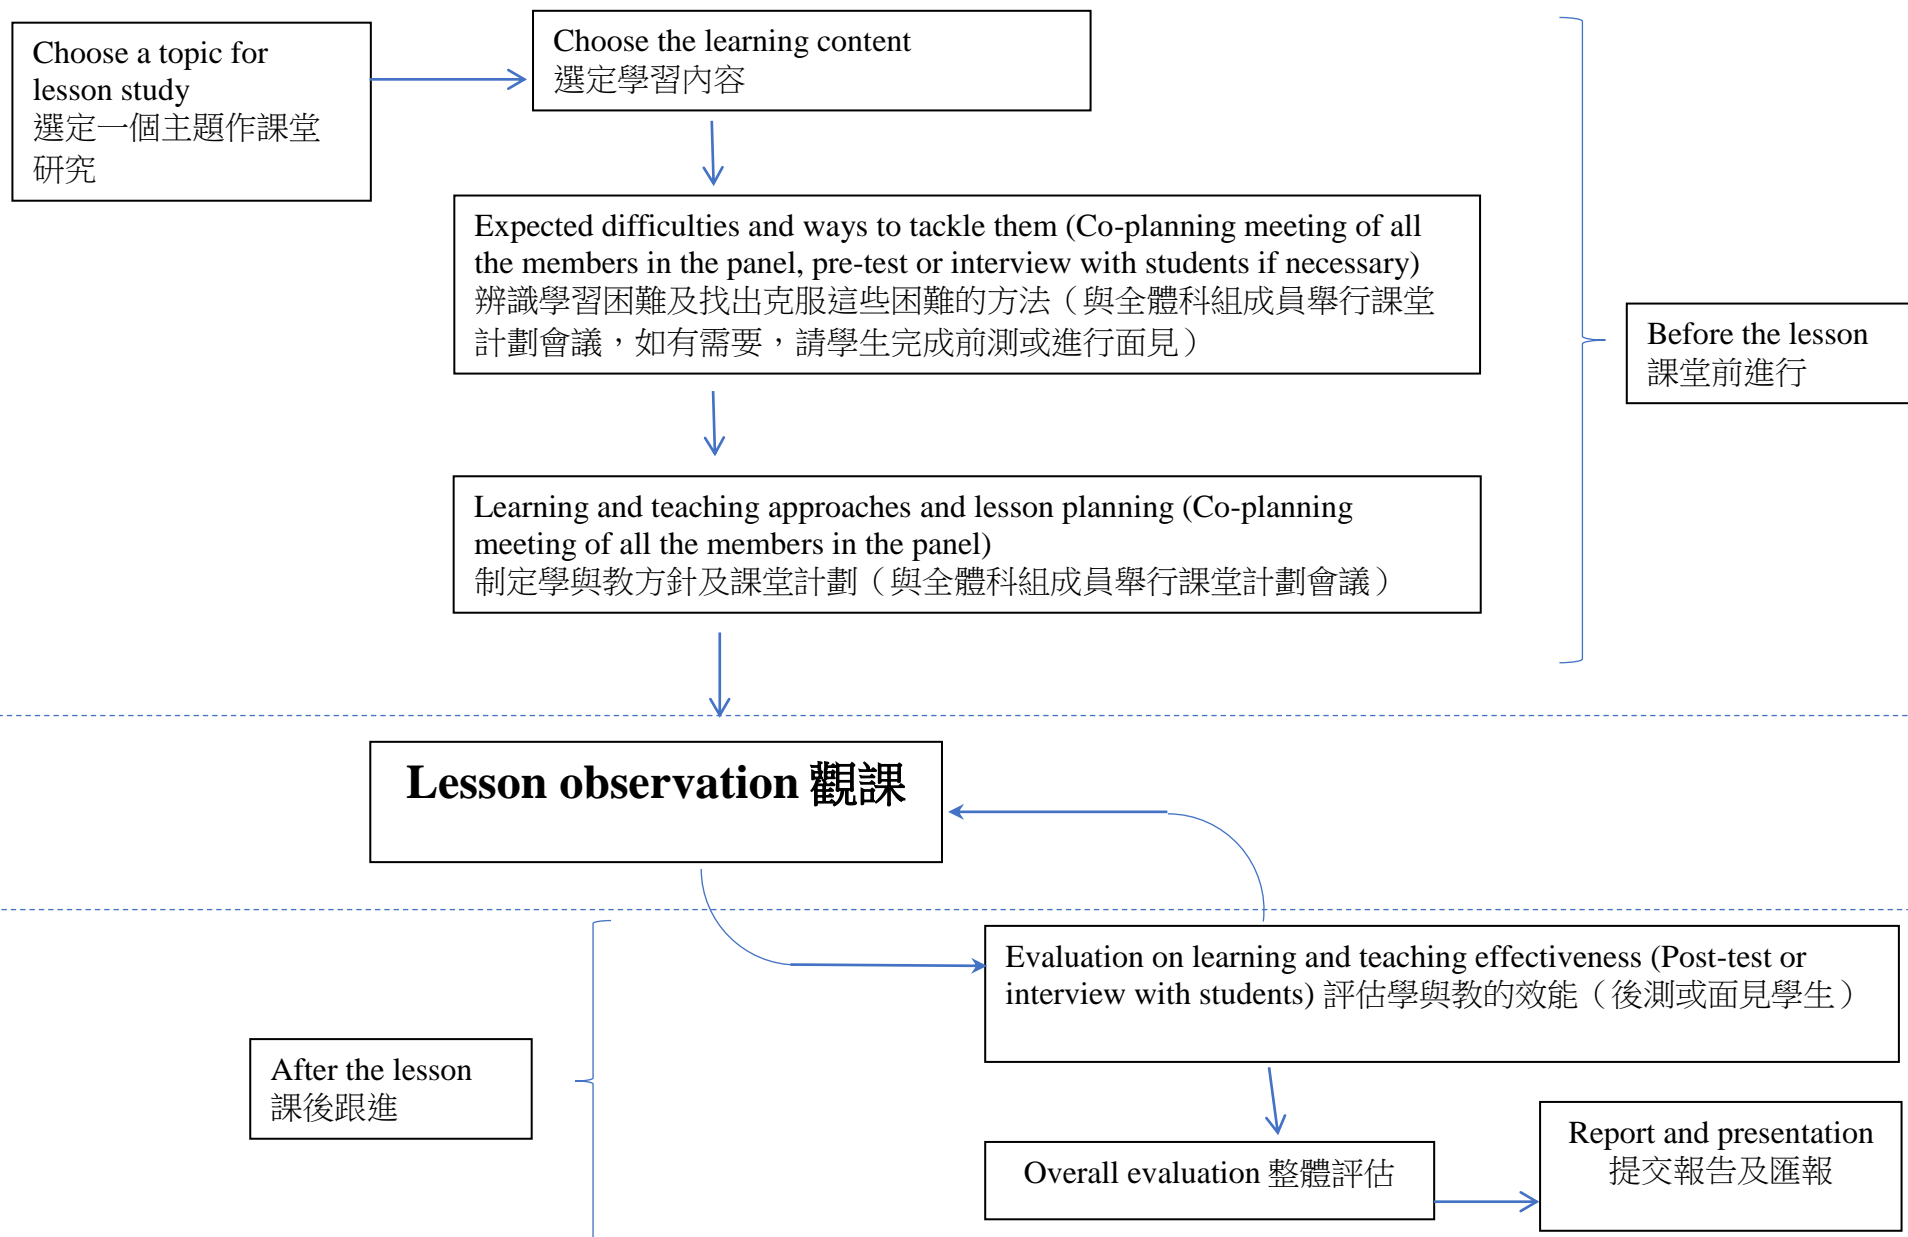 Choose a topic for
lesson study
選定一個主題作課堂
研究
Choose the learning content
選定學習內容
Expected difficulties and ways to tackle them (Co-planning meeting of all
the members in the panel, pre-test or interview with students if necessary)
辨識學習困難及找出克服這些困難的方法（與全體科組成員舉行課堂
計劃會議，如有需要，請學生完成前測或進行面見）
Before the lesson
課堂前進行
Learning and teaching approaches and lesson planning (Co-planning
meeting of all the members in the panel)
制定學與教方針及課堂計劃（與全體科組成員舉行課堂計劃會議）
Lesson observation 觀課
Evaluation on learning and teaching effectiveness (Post-test or
interview with students) 評估學與教的效能（後測或面見學生）
After the lesson
課後跟進
Overall evaluation 整體評估
Report and presentation
提交報告及匯報